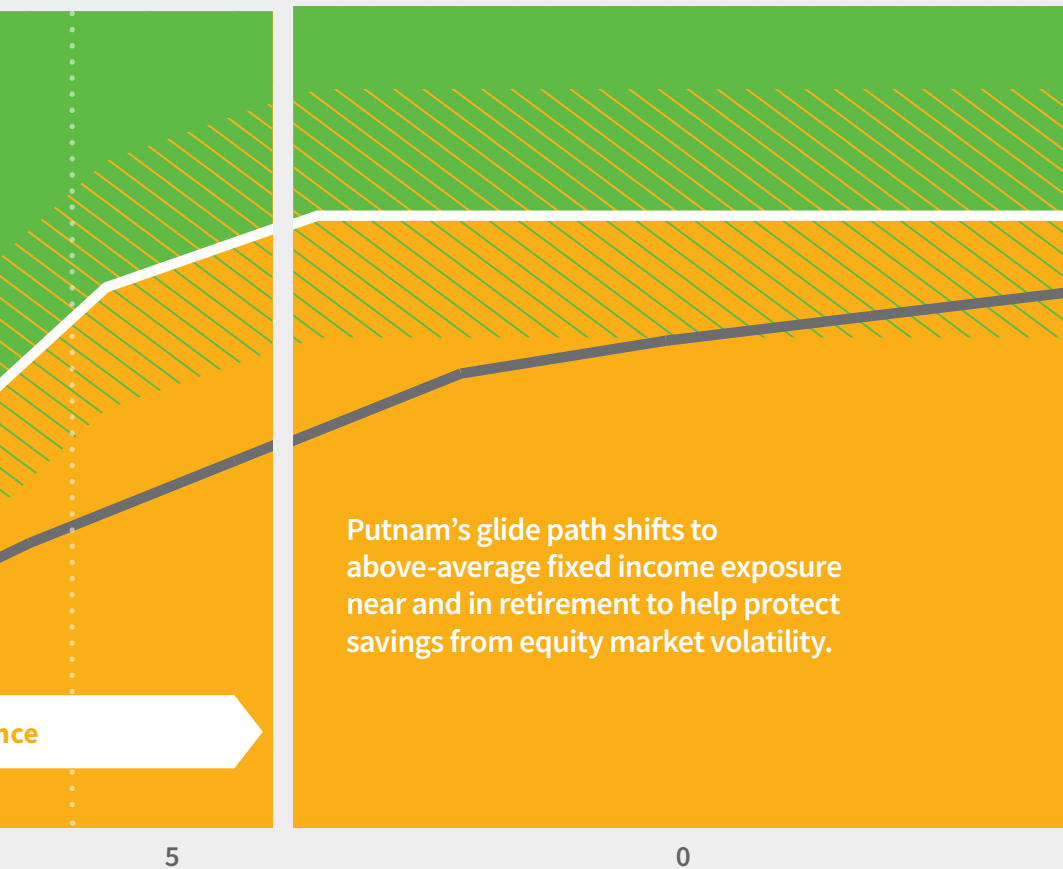 Putnam’s glide path shifts to
above-average fixed income exposure
near and in retirement to help protect
savings from equity market volatility.
5
0